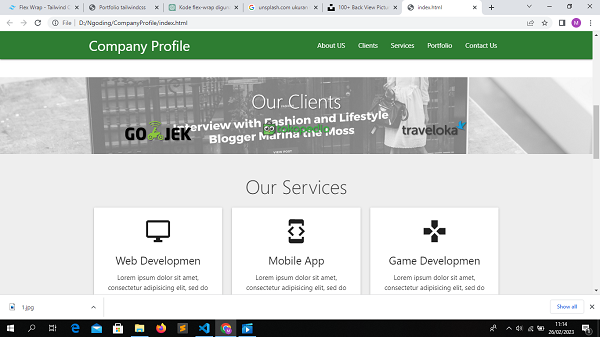 Flex Wrap - Tailwind C
Portfolio tailwindcss
Kode flex-wrap digu
unsplash.com ukuran
100+ Back View Pictu
index.html
File
D:/Ngoding/CompanyProfile/index.html
M
Company Profile
About US
Clients
Services
Portfolio
Contact Us
Our Clients
Interview with Fashion and Lifestyle
Blogger Marina the Moss
GOJEK
traveloka
Our Services
Web Developmen
Mobile App
Game Developmen
Lorem ipsum dolor sit amet,
consectetur adipisicing elit, sed do
Lorem ipsum dolor sit amet,
consectetur adipisicing elit, sed do
Lorem ipsum dolor sit amet,
consectetur adipisicing elit, sed do
1.jpg
Show all
11:14
26/02/2023